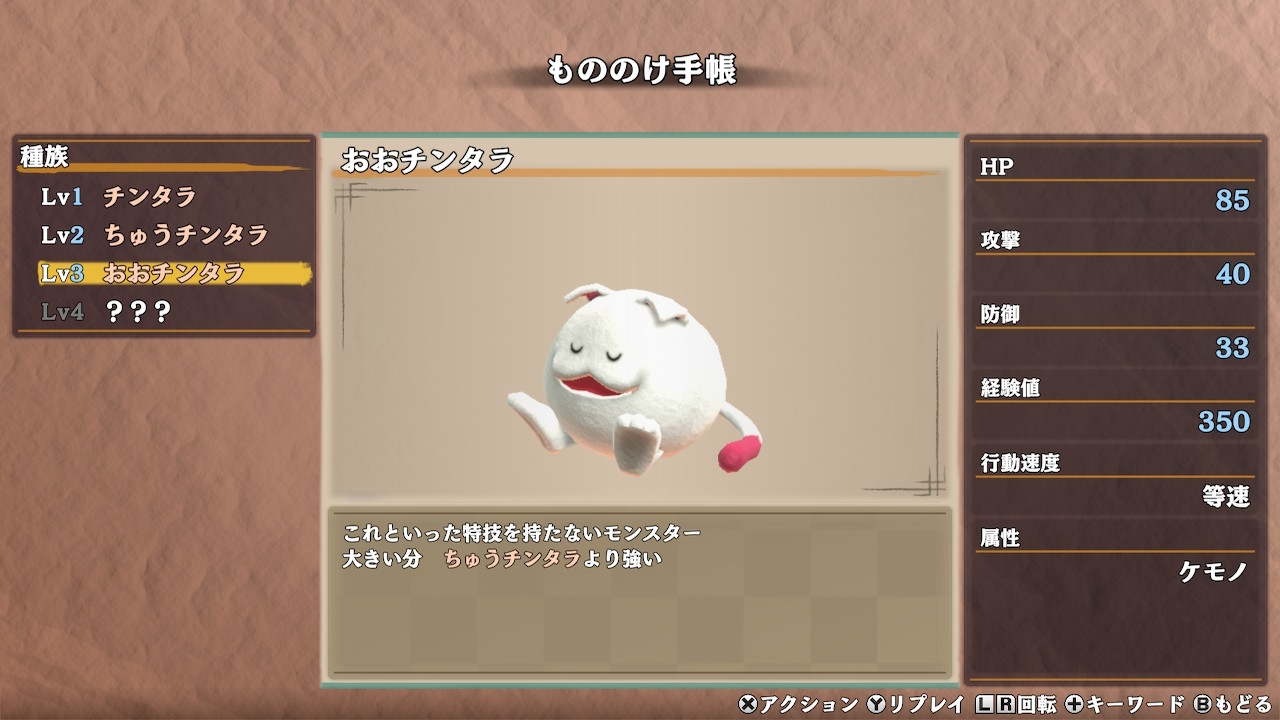 もののけ手帳
種族
Lv1 チンタラ
Lv2 ちゅうチンタラ
Lv3 おおチンタラ
Lv4 ？？？
おおチンタラ
これといった特技を持たないモンスター
大きい分　ちゅうチンタラより強い
HP
85
攻撃
40
防御
33
経験値
350
行動速度
等速
属性
ケモノ
Xアクション Yリプレイ LR回転 +キーワード Bもどる